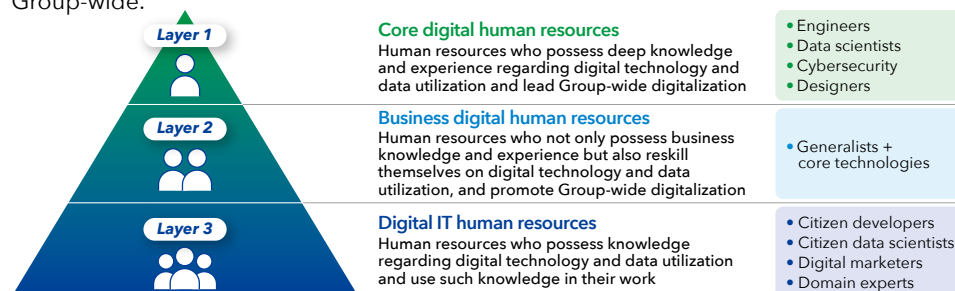 Group-wide.
Layer 1
Core digital human resources
Human resources who possess deep knowledge
and experience regarding digital technology and
data utilization and lead Group-wide digitalization
• Engineers
• Data scientists
• Cybersecurity
• Designers
Layer 2
Business digital human resources
Human resources who not only possess business
knowledge and experience but also reskill
themselves on digital technology and data
utilization, and promote Group-wide digitalization
• Generalists +
core technologies
Layer 3
Digital IT human resources
Human resources who possess knowledge
regarding digital technology and data utilization
and use such knowledge in their work
• Citizen developers
• Citizen data scientists
• Digital marketers
• Domain experts